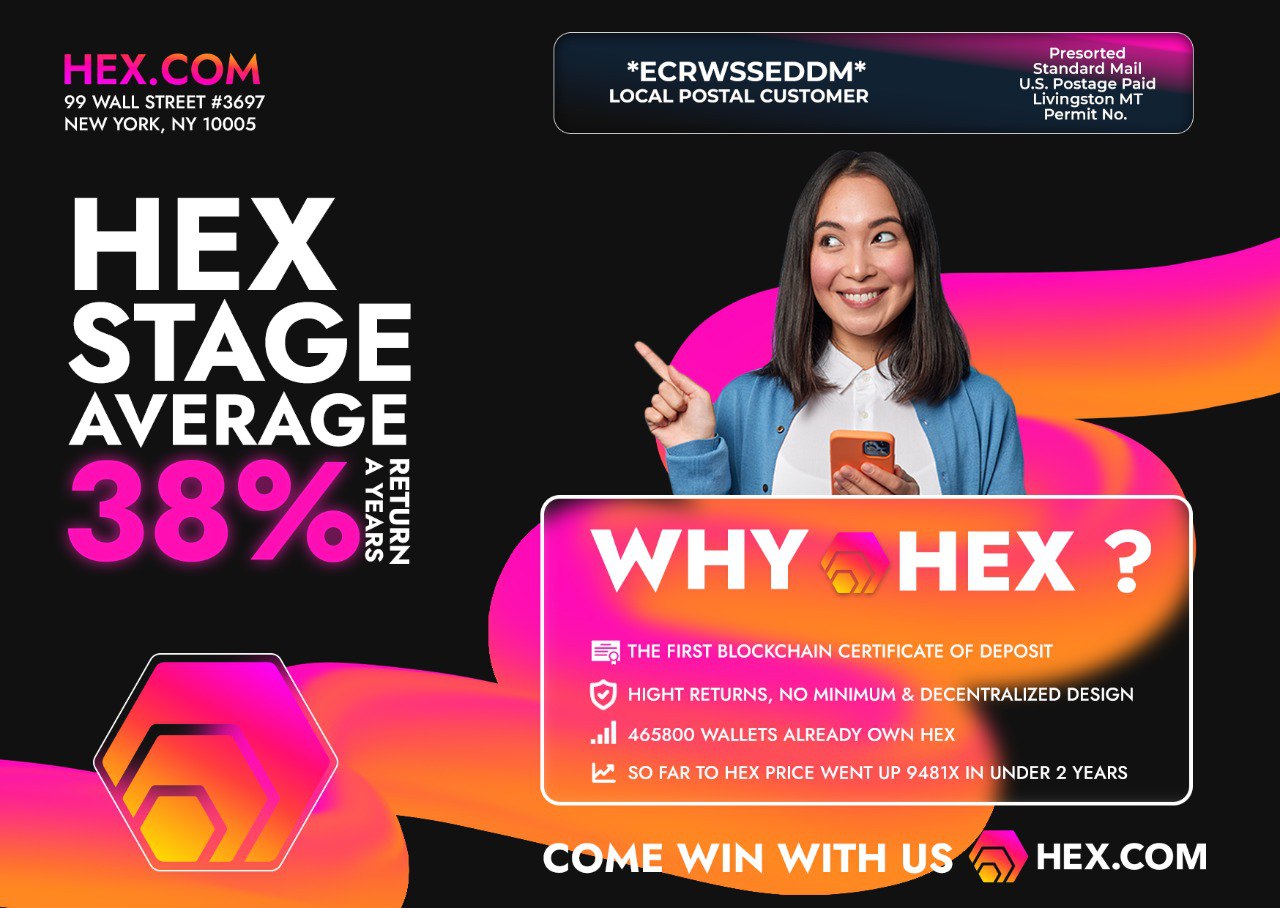 HEX.COM
99 WALL STREET #3697
NEW YORK, NY 10005
*ECRWSSEDDM*
LOCAL POSTAL CUSTOMER
Presorted
Standard Mail
U.S. Postage Paid
Livingston MT
Permit No.
HEX
STAGE
AVERAGE
38%
RETURN
A YEARS
WHY HEX ?
THE FIRST BLOCKCHAIN CERTIFICATE OF DEPOSIT
HIGHT RETURNS, NO MINIMUM & DECENTRALIZED DESIGN
465800 WALLETS ALREADY OWN HEX
SO FAR TO HEX PRICE WENT UP 9481X IN UNDER 2 YEARS
COME WIN WITH US HEX.COM